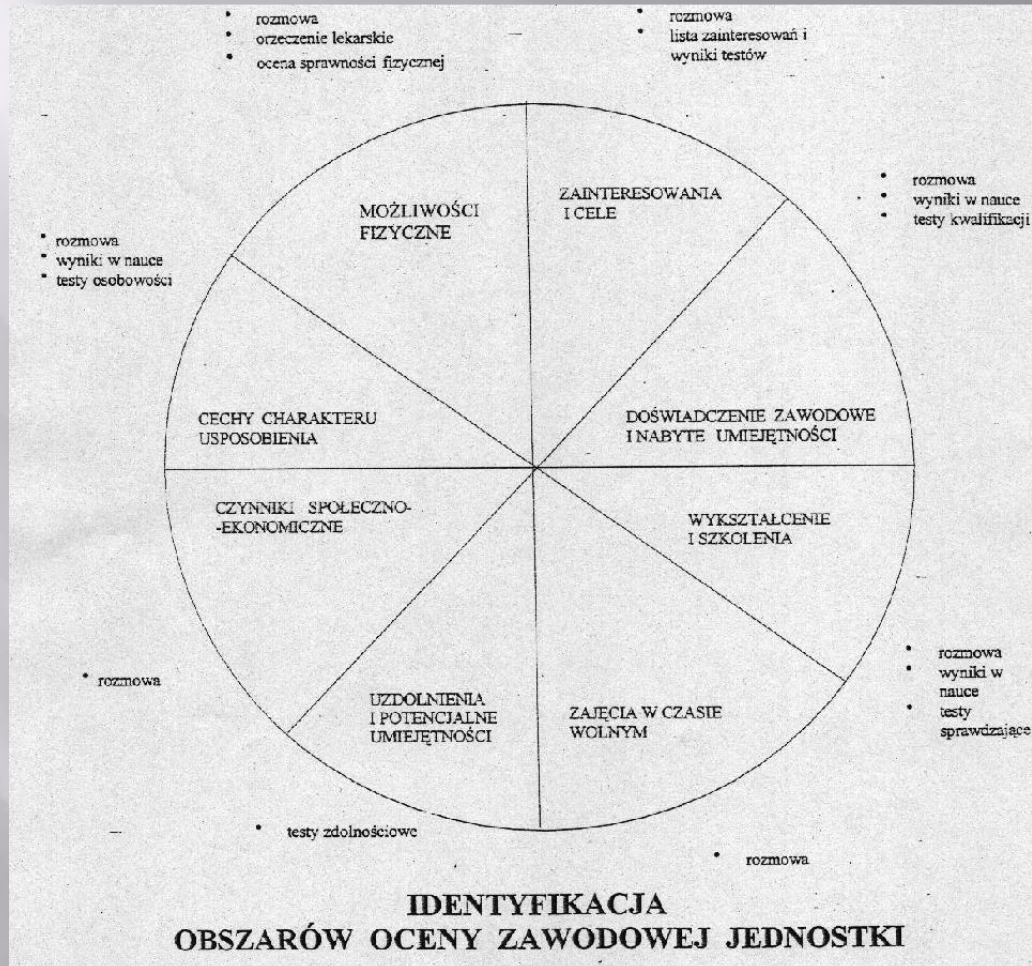 • rozmowa
• orzeczenie lekarskie
• ocena sprawności fizycznej
• rozmowa
• lista zainteresowań i
wyniki testów
• rozmowa
• wyniki w nauce
• testy kwalifikacji
• rozmowa
• wyniki w nauce
• testy osobowości
MOŻLIWOŚCI
FIZYCZNE
ZAINTERESOWANIA
I CELE
CECHY CHARAKTERU
USPOSOBIENIA
DOŚWIADCZENIE ZAWODOWE
I NABYTE UMIEJĘTNOŚCI
CZYNNIKI SPOŁECZNO-
-EKONOMICZNE
WYKSZTAŁCENIE
I SZKOLENIA
UZDOLNIENIA
I POTENCJALNE
UMIEJĘTNOŚCI
ZAJĘCIA W CZASIE
WOLNYM
• rozmowa
• rozmowa
• wyniki w
nauce
• testy
sprawdzające
• testy zdolnościowe
• rozmowa
IDENTYFIKACJA
OBSZARÓW OCENY ZAWODOWEJ JEDNOSTKI